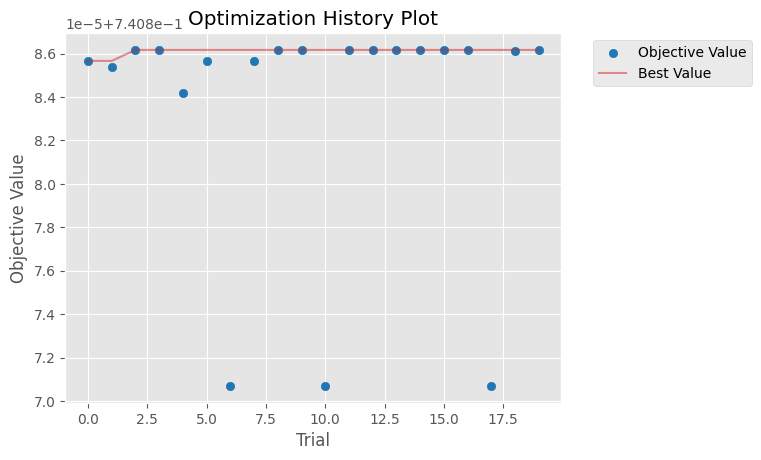 Optimization History Plot
1e−5+7.408e−1
8.6
8.4
8.2
8.0
7.8
7.6
7.4
7.2
7.0
Objective Value
0.0 2.5 5.0 7.5 10.0 12.5 15.0 17.5
Trial
Objective Value
Best Value